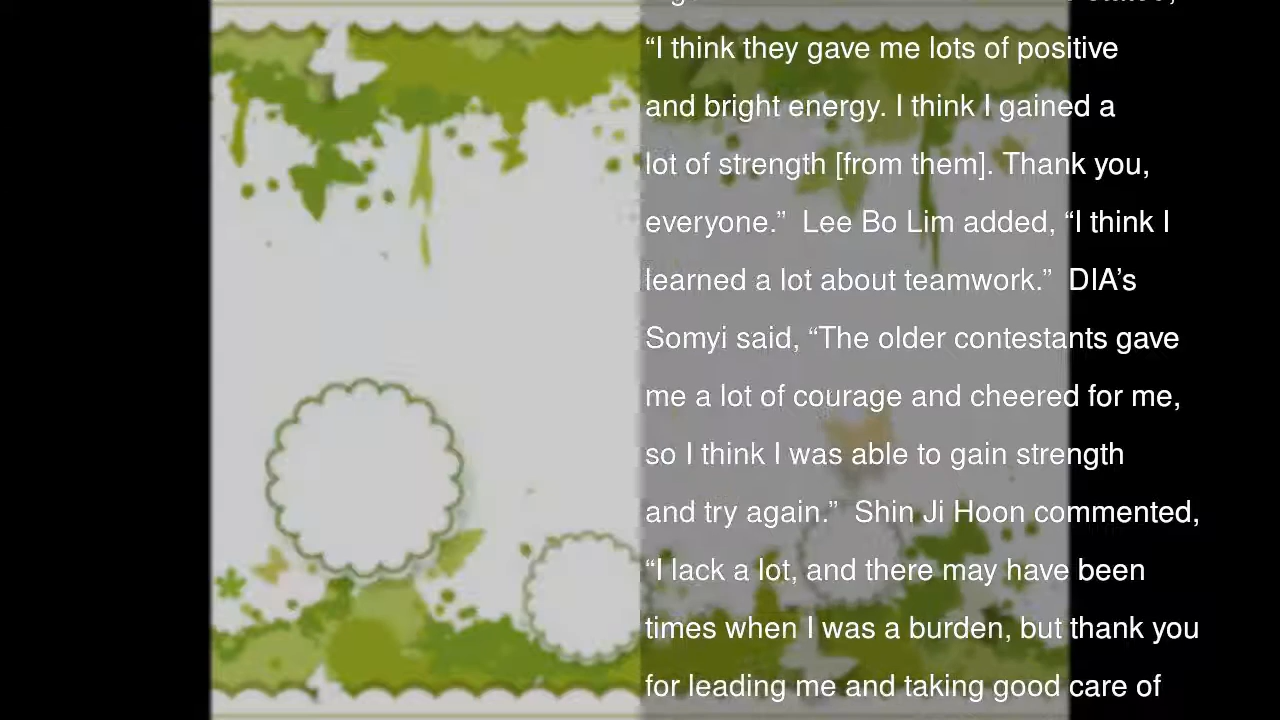 “I think they gave me lots of positive
and bright energy. I think I gained a
lot of strength [from them]. Thank you,
everyone.”  Lee Bo Lim added, “I think I
learned a lot about teamwork.”  DIA’s
Somyi said, “The older contestants gave
me a lot of courage and cheered for me,
so I think I was able to gain strength
and try again.”  Shin Ji Hoon commented,
“I lack a lot, and there may have been
times when I was a burden, but thank you
for leading me and taking good care of